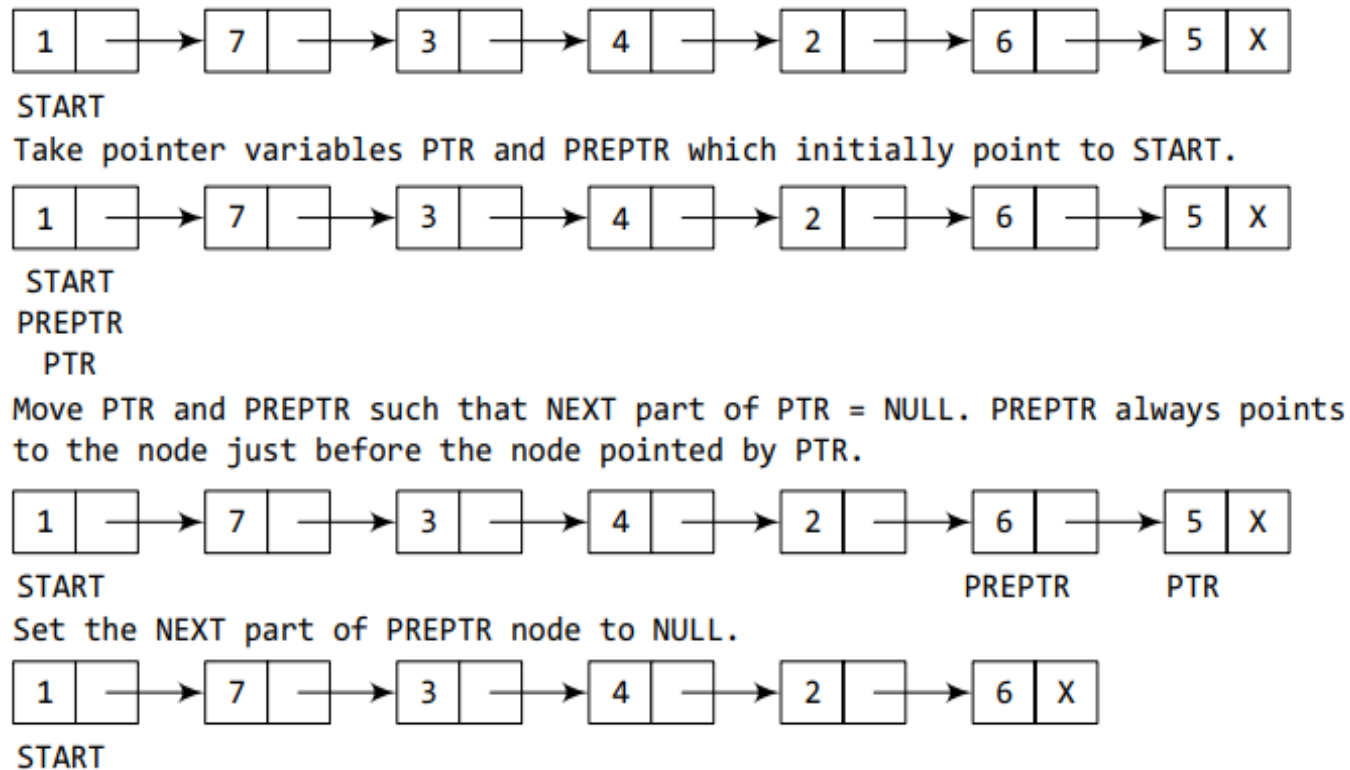 1 7 3 4 2 6 5 X
START
Take pointer variables PTR and PREPTR which initially point to START.
1 7 3 4 2 6 5 X
START
PREPTR
PTR
Move PTR and PREPTR such that NEXT part of PTR = NULL. PREPTR always points
to the node just before the node pointed by PTR.
1 7 3 4 2 6 5 X
START PREPTR PTR
Set the NEXT part of PREPTR node to NULL.
1 7 3 4 2 6 X
START